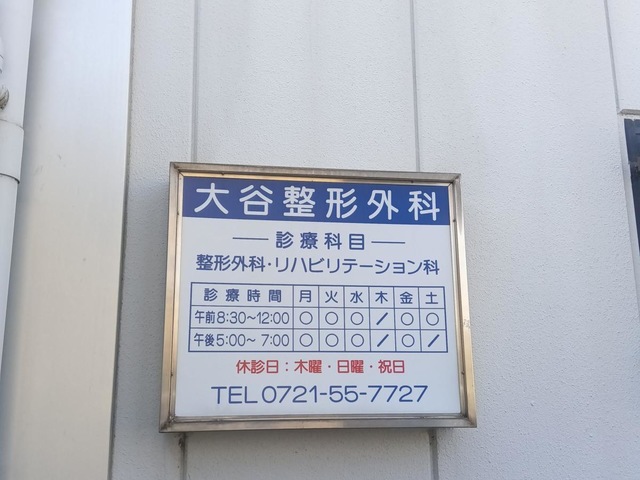 大谷整形外科
診療科目
整形外科・リハビリテーション科
診療時間 月 火 水 木 金 土
午前8:30～12:00 ○ ○ ○ / ○ ○
午後5:00～ 7:00 ○ ○ ○ / ○ /
休診日：木曜・日曜・祝日
TEL 0721-55-7727